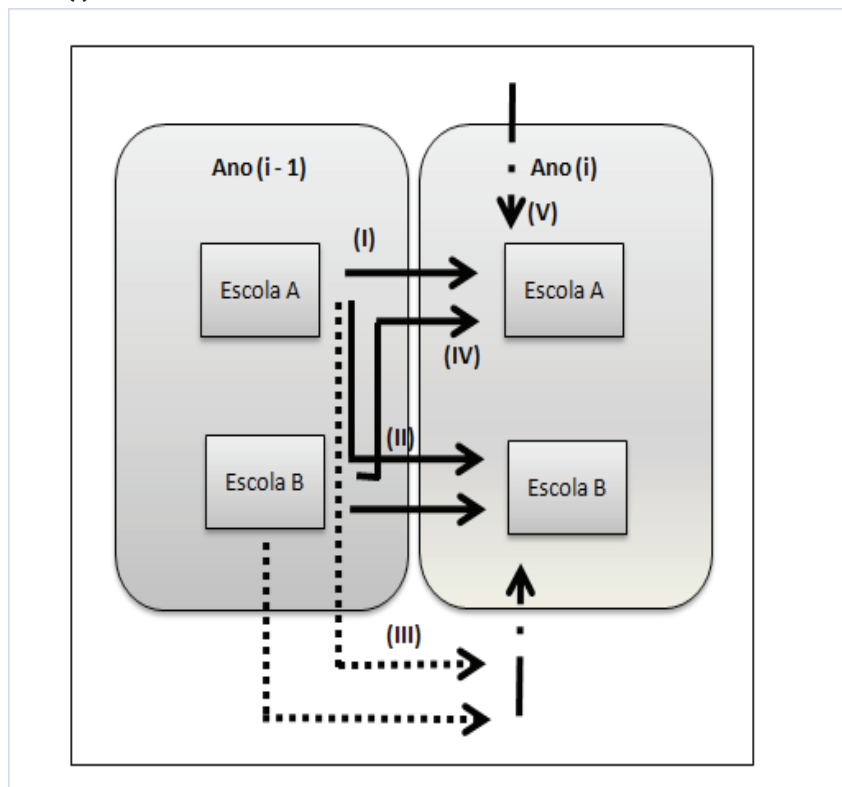 Ano (i - 1)
Ano (i)
(V)
(I)
Escola A
Escola A
(IV)
(II)
Escola B
Escola B
(III)